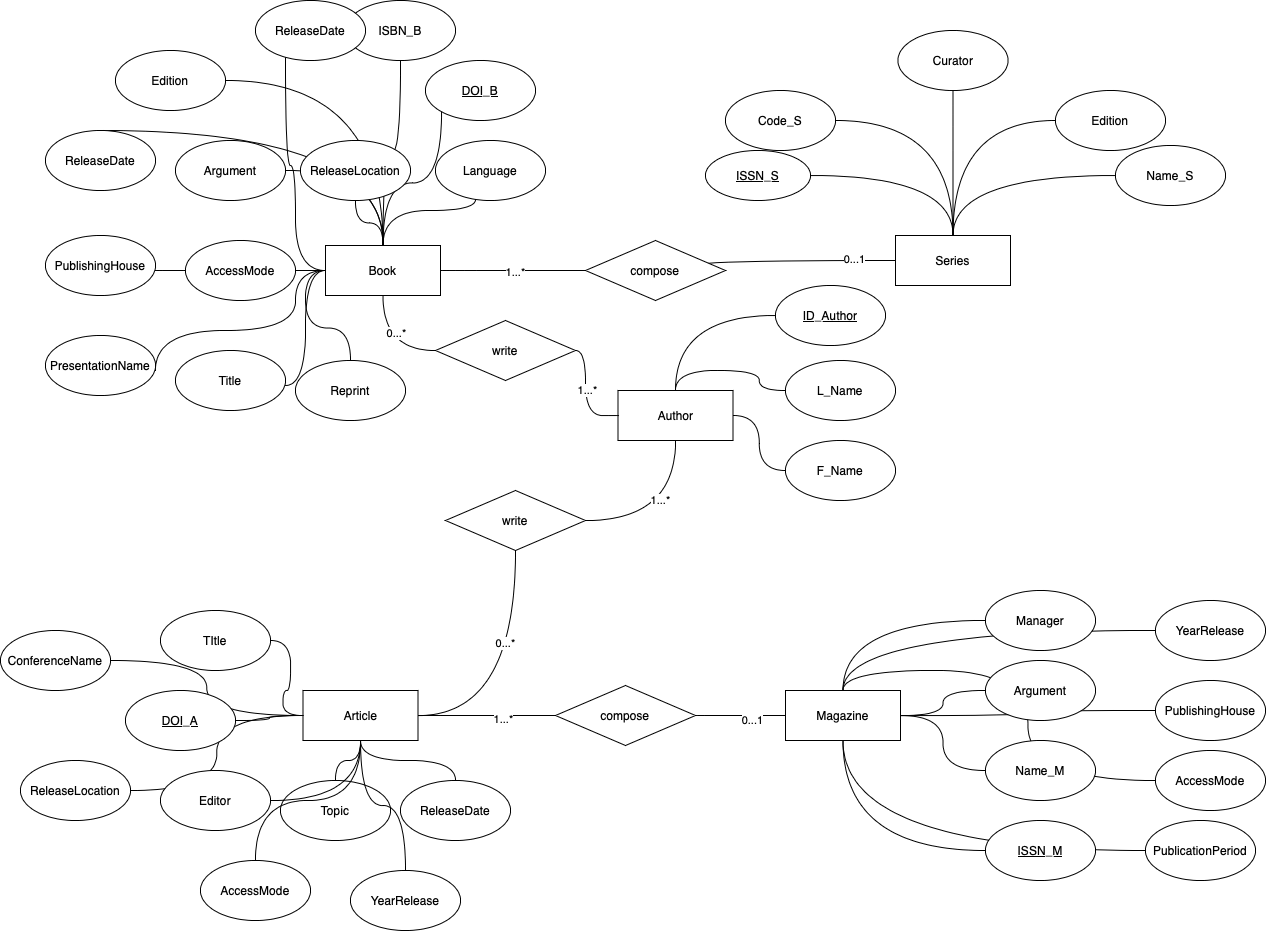 ReleaseDate
ISBN_B
Curator
Edition
DOI_B
Code_S
Edition
ReleaseDate
Argument
ReleaseLocation
Language
ISSN_S
Name_S
PublishingHouse
AccessMode
Book
1...*
compose
0...1
Series
ID_Author
0...*
write
PresentationName
Title
Reprint
1...*
L_Name
Author
F_Name
1...*
write
Manager
YearRelease
TItle
0...*
ConferenceName
Argument
DOI_A
Article
1...*
compose
0...1
Magazine
PublishingHouse
Name_M
AccessMode
ReleaseLocation
Editor
Topic
ReleaseDate
ISSN_M
PublicationPeriod
AccessMode
YearRelease